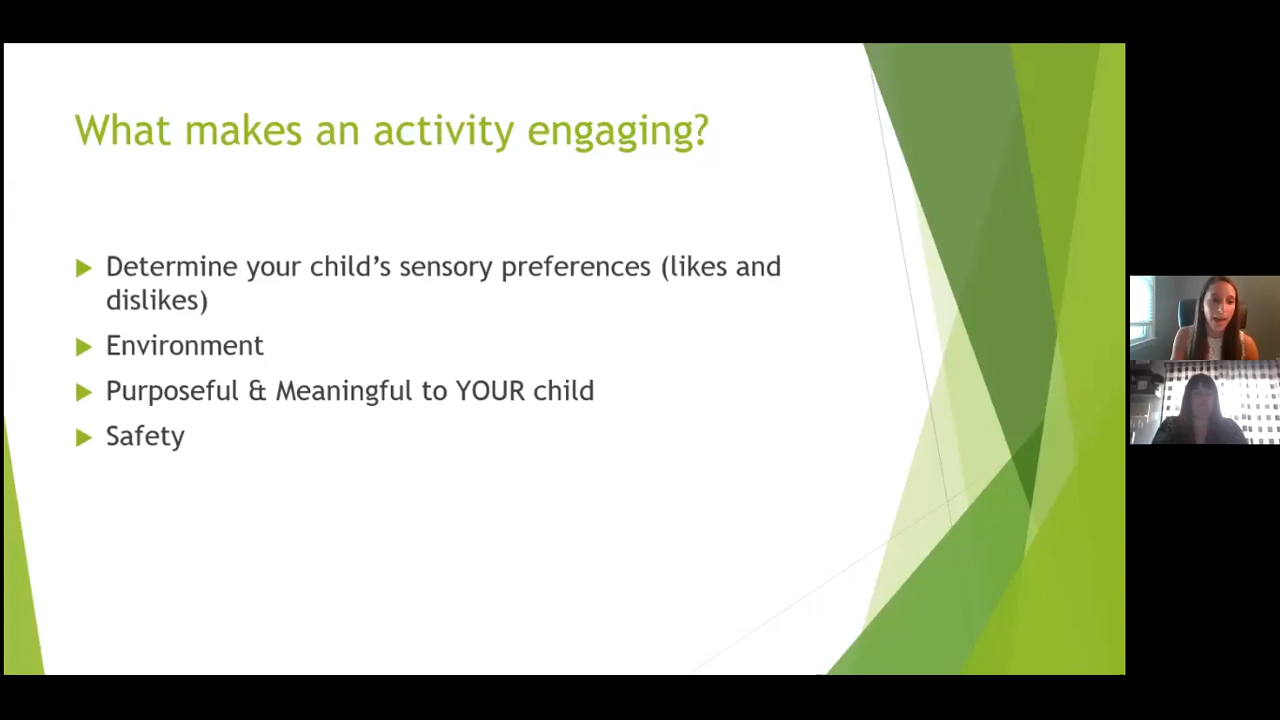 What makes an activity engaging?
Determine your child’s sensory preferences (likes and
dislikes)
Environment
Purposeful & Meaningful to YOUR child
Safety